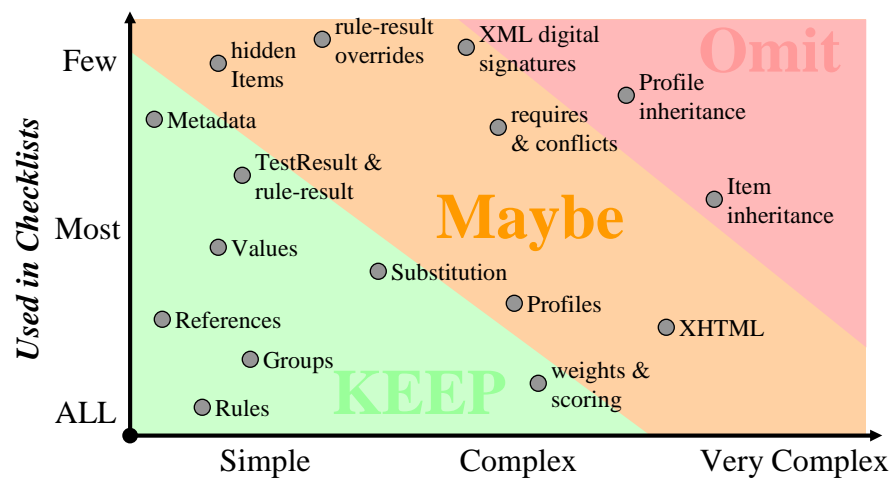 Used in Checklists
Few
Most
ALL
Omit
Maybe
KEEP
hidden
Items
rule-result
overrides
XML digital
signatures
Profile
inheritance
Metadata
requires
& conflicts
TestResult &
rule-result
Item
inheritance
Values
Substitution
Profiles
References
XHTML
Groups
weights &
scoring
Rules
Simple
Complex
Very Complex